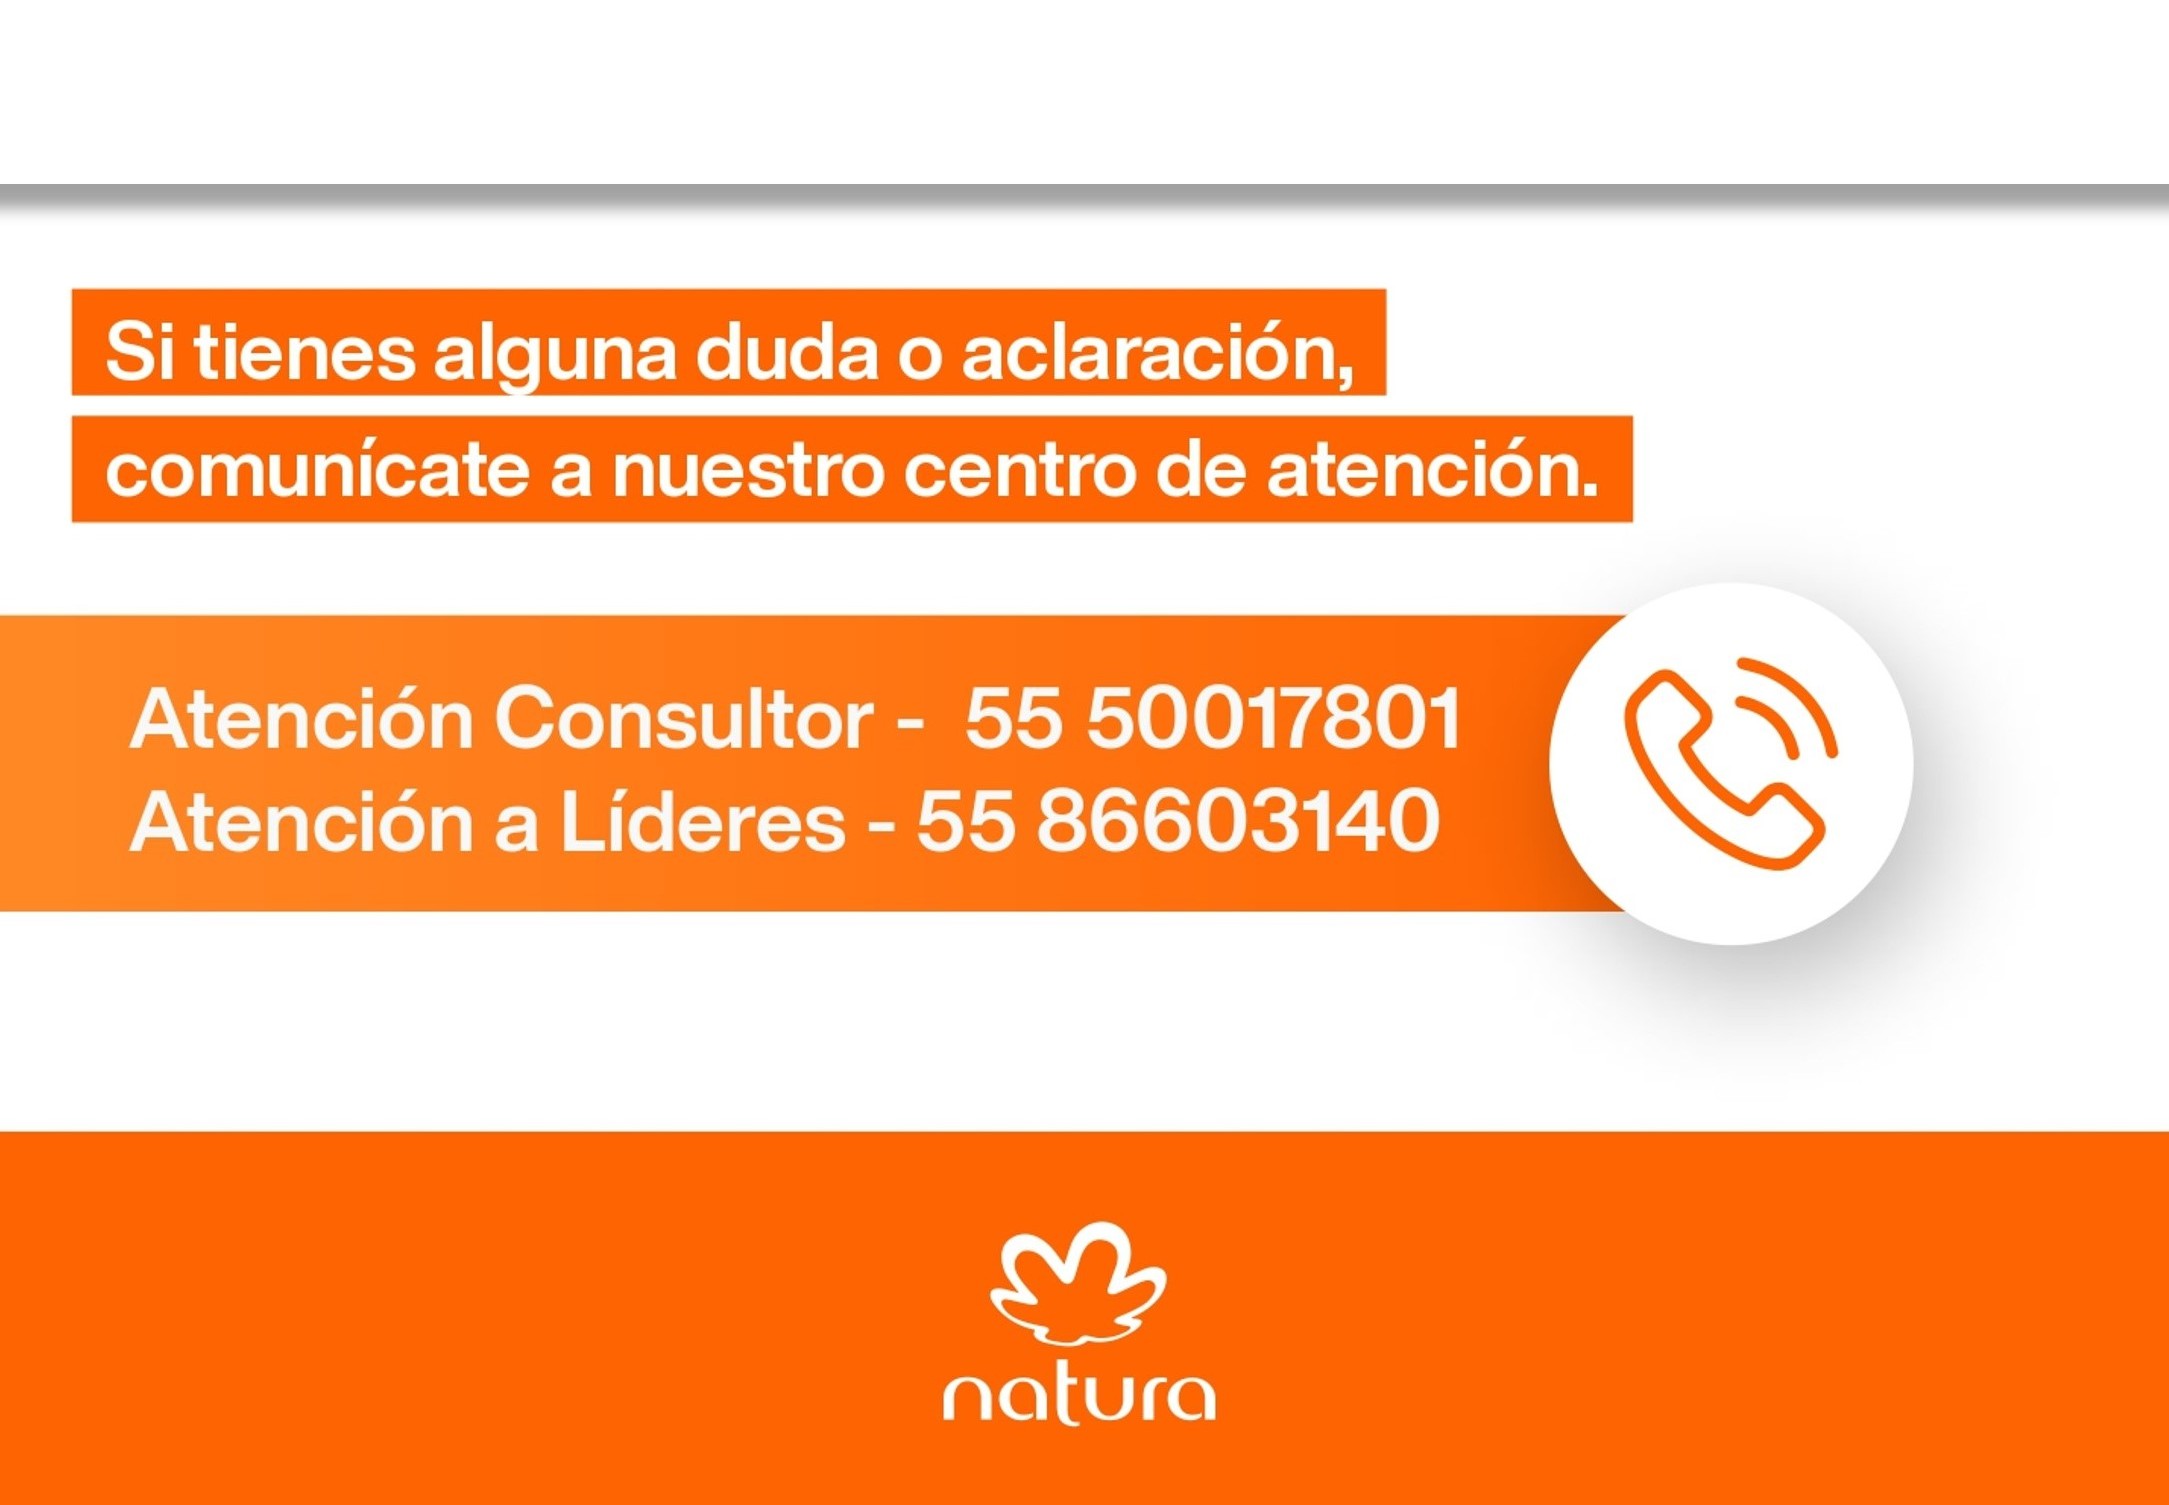 Si tienes alguna duda o aclaración,
comunícate a nuestro centro de atención.
Atención Consultor -  55 50017801
Atención a Líderes - 55 86603140
natura